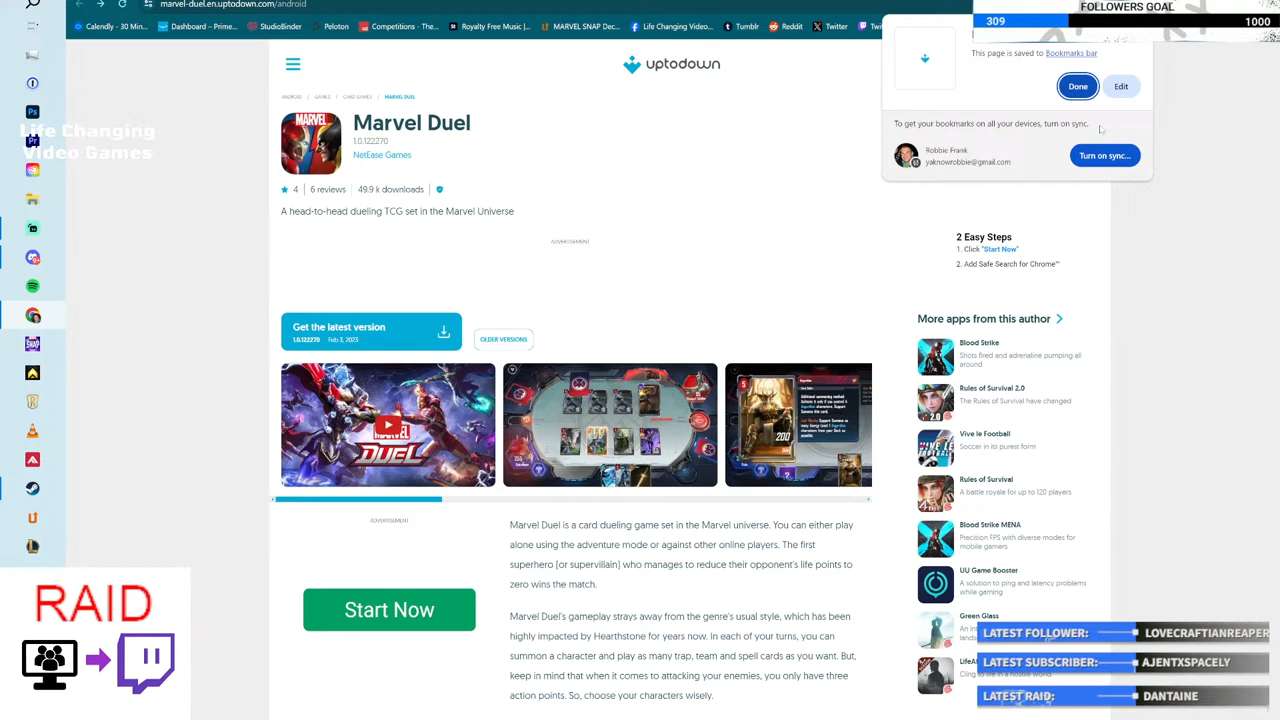 marvel-duel.en.uptodown.com/android
Calendly - 30 Min...
Dashboard – Prime...
StudioBinder
Peloton
Competitions - The...
Royalty Free Music |...
MARVEL SNAP Dec...
Life Changing Video...
Tumblr
Reddit
Twitter
FOLLOWERS GOAL
309
1000
This page is saved to Bookmarks bar
Done
Edit
To get your bookmarks on all your devices, turn on sync.
Robbie Frank
yaknowrobbie@gmail.com
Turn on sync...
Life Changing
Video Games
uptodown
ANDROID / GAMES / CARD GAMES / MARVEL DUEL
MARVEL
Marvel Duel
1.0.122270
NetEase Games
4
6 reviews
49.9 k downloads
A head-to-head dueling TCG set in the Marvel Universe
ADVERTISEMENT
2 Easy Steps
1. Click "Start Now"
2. Add Safe Search for Chrome™
Get the latest version
1.0.122270 Feb 3, 2023
OLDER VERSIONS
MARVEL
DUEL
200
More apps from this author
Blood Strike
Shots fired and adrenaline pumping all
around
Rules of Survival 2.0
The Rules of Survival have changed
Vive le Football
Soccer in its purest form
Rules of Survival
A battle royale for up to 120 players
Blood Strike MENA
Precision FPS with diverse modes for
mobile gamers
UU Game Booster
A solution to ping and latency problems
while gaming
Green Glass
ADVERTISEMENT
Start Now
Marvel Duel is a card dueling game set in the Marvel universe. You can either play
alone using the adventure mode or against other online players. The first
superhero (or supervillain) who manages to reduce their opponent's life points to
zero wins the match.
Marvel Duel's gameplay strays away from the genre's usual style, which has been
highly impacted by Hearthstone for years now. In each of your turns, you can
summon a character and play as many trap, team and spell cards as you want. But,
keep in mind that when it comes to attacking your enemies, you only have three
action points. So, choose your characters wisely.
RAID
LATEST FOLLOWER: LOVECRAFTIANREAPER
LATEST SUBSCRIBER: AJENTXSPACELY
LATEST RAID: DANTAINE